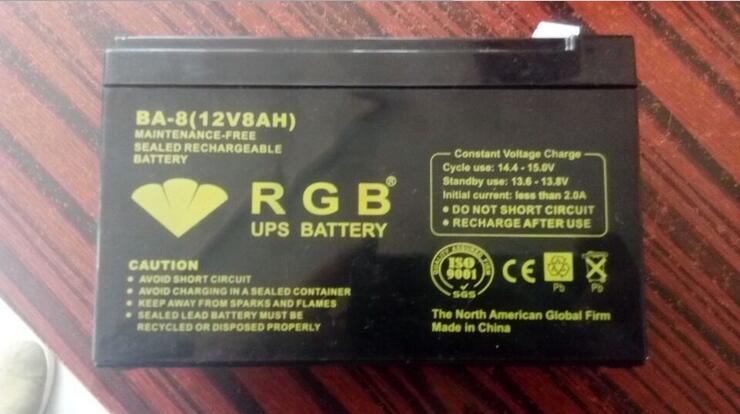 BA-8(12V8AH)
MAINTENANCE-FREE
SEALED RECHARGEABLE
BATTERY
RGB®
UPS BATTERY
CAUTION
• AVOID SHORT CIRCUIT
• AVOID CHARGING IN A SEALED CONTAINER
• KEEP AWAY FROM SPARKS AND FLAMES
• SEALED LEAD BATTERY MUST BE
RECYCLED OR DISPOSED PROPERLY
Constant Voltage Charge
Cycle use: 14.4 - 15.0V
Standby use: 13.6 - 13.8V
Initial current: less than 2.0A
• DO NOT SHORT CIRCUIT
• RECHARGE AFTER USE
QUALITY ASSURED FIRM
ISO
9001
SGS
CE
Pb
Pb
The North American Global Firm
Made in China